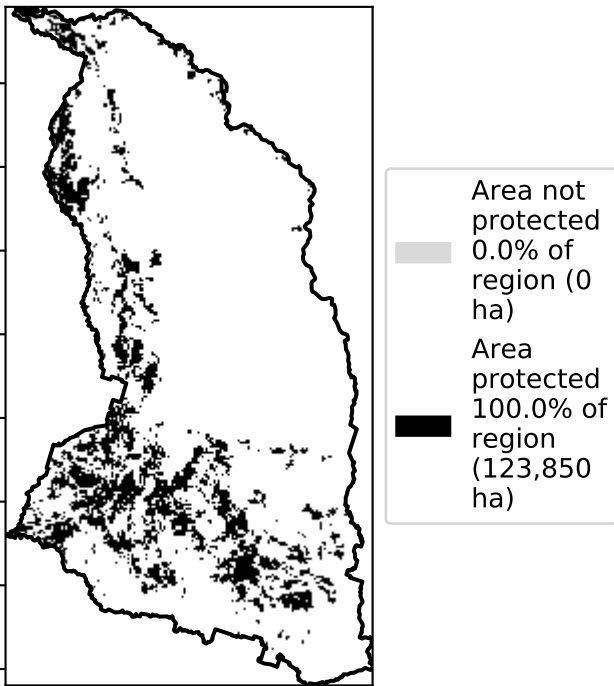 Area not
protected
0.0% of
region (0
ha)
Area
protected
100.0% of
region
(123,850
ha)